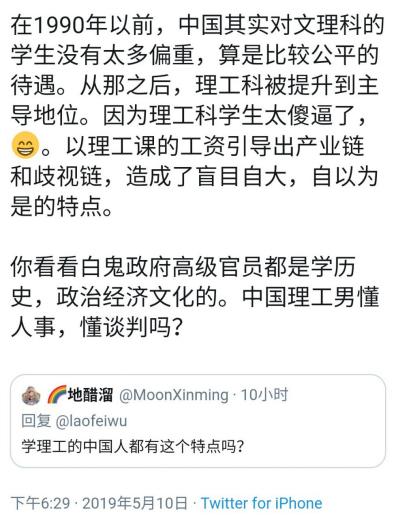 在1990年以前，中国其实对文理科的
学生没有太多偏重，算是比较公平的
待遇。从那之后，理工科被提升到主
导地位。因为理工科学生太傻逼了，
😁。以理工课的工资引导出产业链
和歧视链，造成了盲目自大，自以为
是的特点。
你看看白鬼政府高级官员都是学历
史，政治经济文化的。中国理工男懂
人事，懂谈判吗？
🌈地醋溜 @MoonXinming · 10小时
回复 @laofeiwu
学理工的中国人都有这个特点吗？
下午6:29 · 2019年5月10日 · Twitter for iPhone